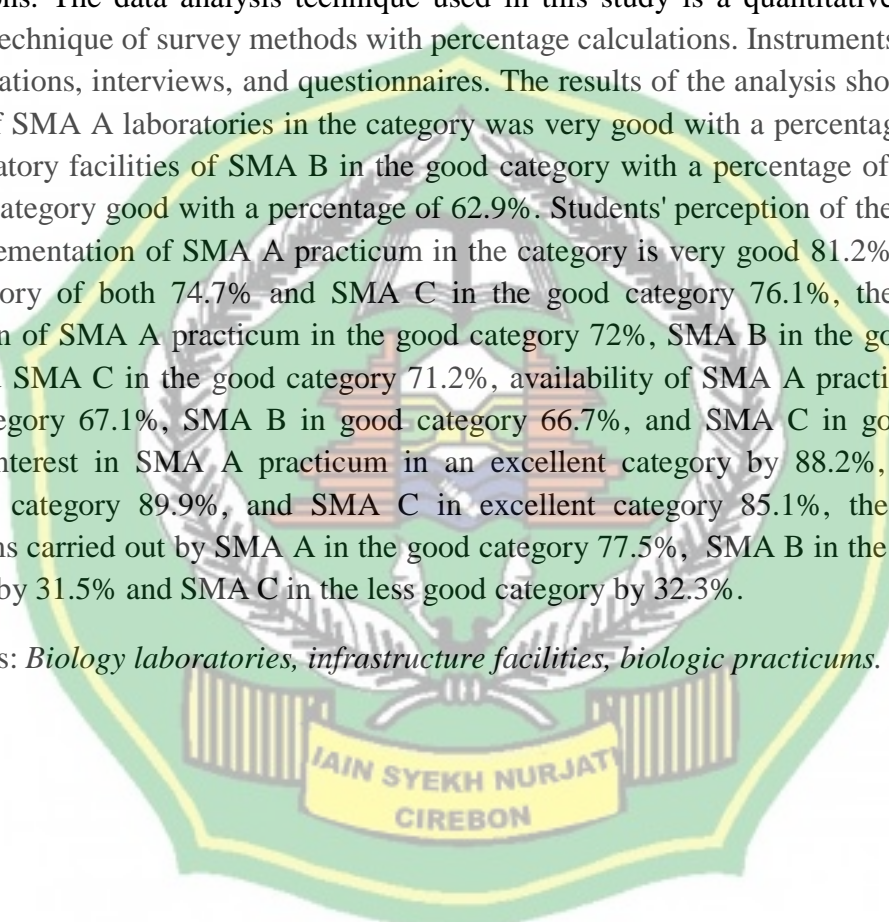 ns. The data analysis technique used in this study is a quantitative
echnique of survey methods with percentage calculations. Instruments
ations, interviews, and questionnaires. The results of the analysis sho
f SMA A laboratories in the category was very good with a percentag
atory facilities of SMA B in the good category with a percentage of
ategory good with a percentage of 62.9%. Students' perception of the
ementation of SMA A practicum in the category is very good 81.2%
ory of both 74.7% and SMA C in the good category 76.1%, the
n of SMA A practicum in the good category 72%, SMA B in the go
SMA C in the good category 71.2%, availability of SMA A practi
egory 67.1%, SMA B in good category 66.7%, and SMA C in go
nterest in SMA A practicum in an excellent category by 88.2%,
category 89.9%, and SMA C in excellent category 85.1%, the
ns carried out by SMA A in the good category 77.5%, SMA B in the
by 31.5% and SMA C in the less good category by 32.3%.
s: Biology laboratories, infrastructure facilities, biologic practicums.
IAIN SYEKH NURJATI
CIREBON